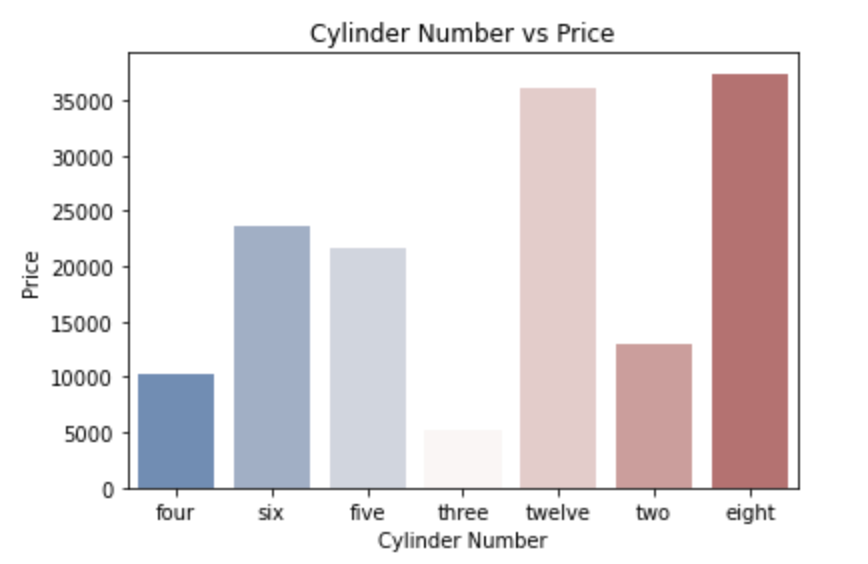 Cylinder Number vs Price
Price
35000
30000
25000
20000
15000
10000
5000
0
four six five three twelve two eight
Cylinder Number